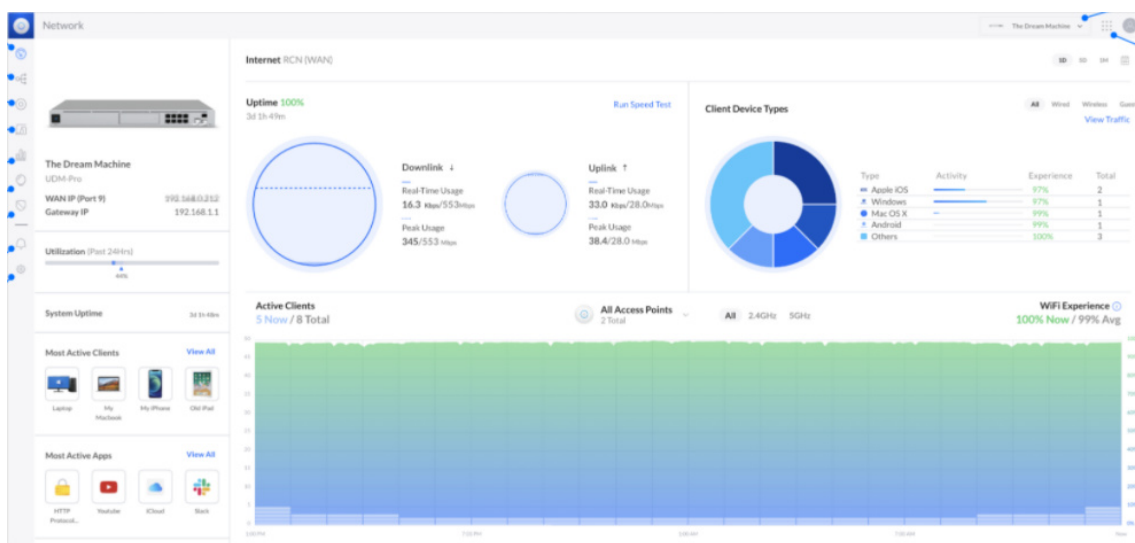 Network
The Dream Machine
The Dream Machine
UDM-Pro
WAN IP (Port 9) 192.168.0.212
Gateway IP 192.168.1.1
Utilization (Past 24Hrs)
System Uptime 3d 1h 48m
Most Active Clients View All
Laptop
My Macbook
My iPhone
Old iPad
Most Active Apps View All
HTTP Protocol...
Youtube
iCloud
Slack
Internet RCN (WAN)
1D
1M
Uptime 100%
3d 1h 49m
Run Speed Test
Downlink ↓
Real-Time Usage
16.3 Kbps/553Mbps
Peak Usage
345/553 Mbps
Uplink ↑
Real-Time Usage
33.0 Kbps/28.0Mbps
Peak Usage
38.4/28.0 Mbps
Client Device Types
All Wired Wireless
View Traffic
Type Activity Experience Total
Apple iOS 97% 2
Windows 97% 1
Mac OS X 99% 1
Android 99% 1
Others 100% 3
Active Clients
5 Now / 8 Total
All Access Points
2 Total
All 2.4GHz 5GHz
WiFi Experience
100% Now / 99% Avg
Now